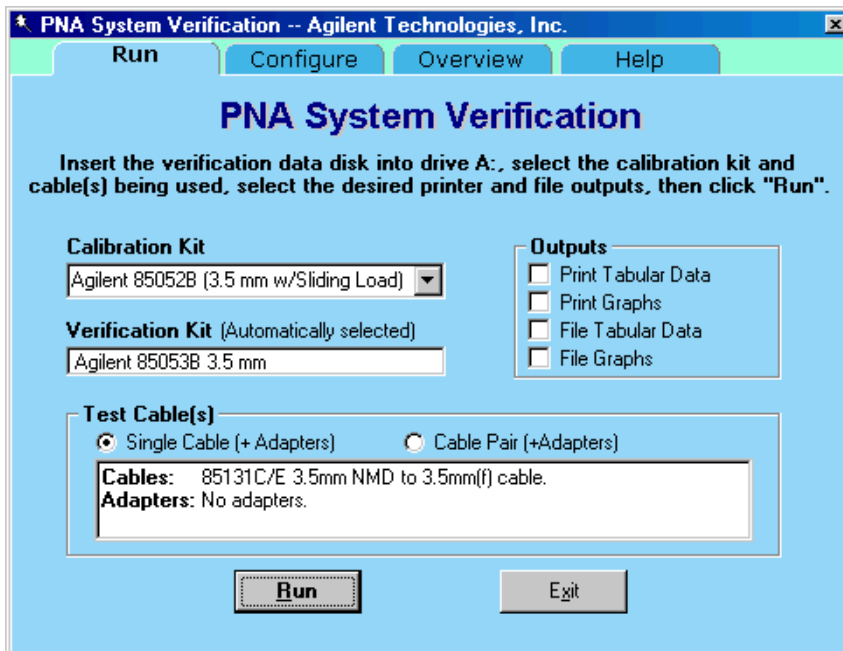 PNA System Verification -- Agilent Technologies, Inc.
Run
Configure
Overview
Help
PNA System Verification
Insert the verification data disk into drive A:, select the calibration kit and
cable(s) being used, select the desired printer and file outputs, then click "Run".
Calibration Kit
Agilent 85052B (3.5 mm w/Sliding Load)
Verification Kit (Automatically selected)
Agilent 85053B 3.5 mm
Outputs
Print Tabular Data
Print Graphs
File Tabular Data
File Graphs
Test Cable(s)
Single Cable (+ Adapters)
Cable Pair (+Adapters)
Cables: 85131C/E 3.5mm NMD to 3.5mm(f) cable.
Adapters: No adapters.
Run
Exit